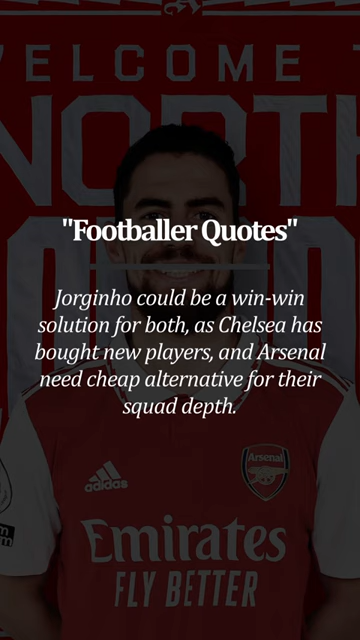 WELCOME
NORTH
"Footballer Quotes"
Jorginho could be a win-win
solution for both, as Chelsea has
bought new players, and Arsenal
need cheap alternative for their
squad depth.
Arsenal
adidas
Emirates
FLY BETTER